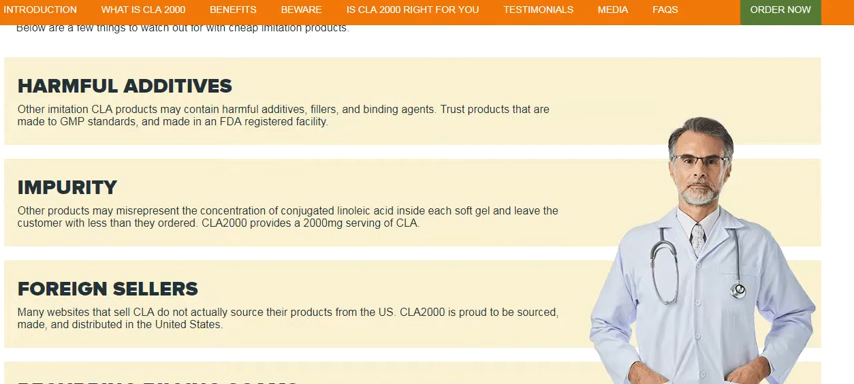 INTRODUCTION WHAT IS CLA 2000 BENEFITS BEWARE IS CLA 2000 RIGHT FOR YOU TESTIMONIALS MEDIA FAQS ORDER NOW
Below are a few things to watch out for with cheap imitation products.
HARMFUL ADDITIVES
Other imitation CLA products may contain harmful additives, fillers, and binding agents. Trust products that are
made to GMP standards, and made in an FDA registered facility.
IMPURITY
Other products may misrepresent the concentration of conjugated linoleic acid inside each soft gel and leave the
customer with less than they ordered. CLA2000 provides a 2000mg serving of CLA.
FOREIGN SELLERS
Many websites that sell CLA do not actually source their products from the US. CLA2000 is proud to be sourced,
made, and distributed in the United States.